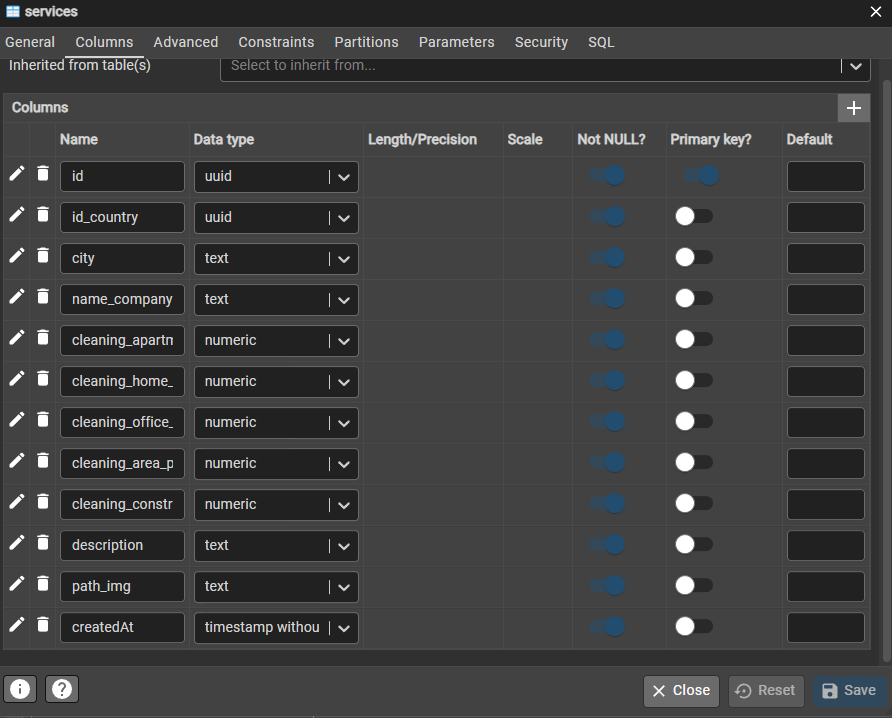 services
General Columns Advanced Constraints Partitions Parameters Security SQL
Inherited from table(s) Select to inherit from...
Columns
Name Data type Length/Precision Scale Not NULL? Primary key? Default
id uuid
id_country uuid
city text
name_company text
cleaning_apartm numeric
cleaning_home_ numeric
cleaning_office_ numeric
cleaning_area_p numeric
cleaning_constr numeric
description text
path_img text
createdAt timestamp withou
Close Reset Save